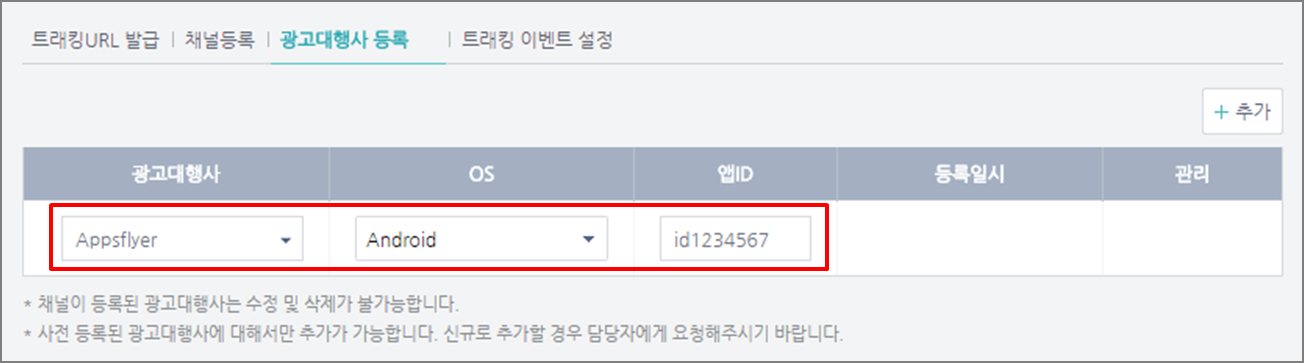 트래킹URL 발급 | 채널등록 | 광고대행사 등록 | 트래킹 이벤트 설정
+ 추가
광고대행사 OS 앱ID 등록일시 관리
Appsflyer Android id1234567
* 채널이 등록된 광고대행사는 수정 및 삭제가 불가능합니다.
* 사전 등록된 광고대행사에 대해서만 추가가 가능합니다. 신규로 추가할 경우 담당자에게 요청해주시기 바랍니다.